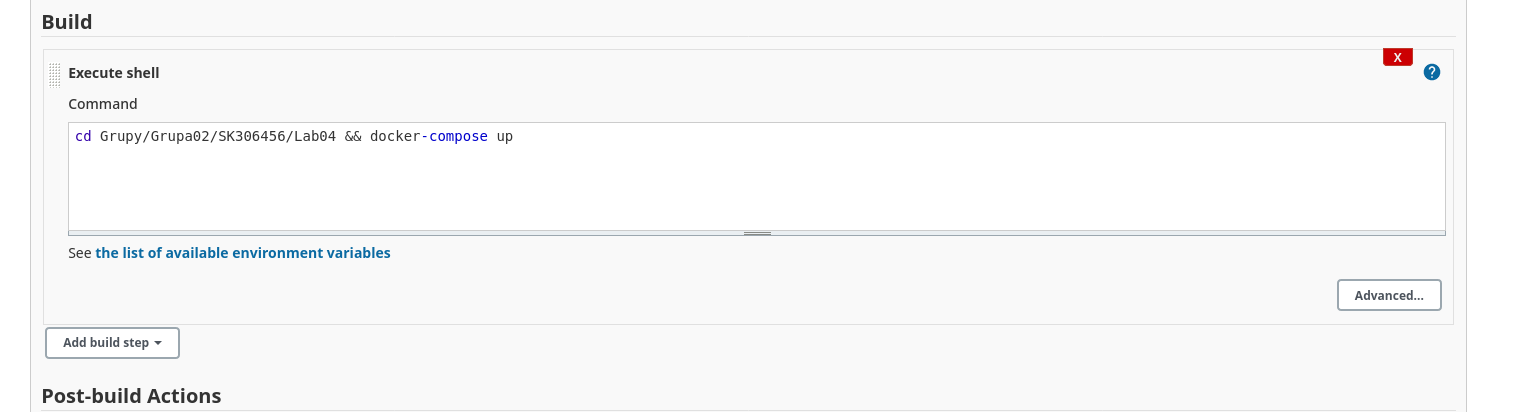 Build
X
Execute shell
?
Command
cd Grupy/Grupa02/SK306456/Lab04 && docker-compose up
See the list of available environment variables
Advanced...
Add build step
Post-build Actions